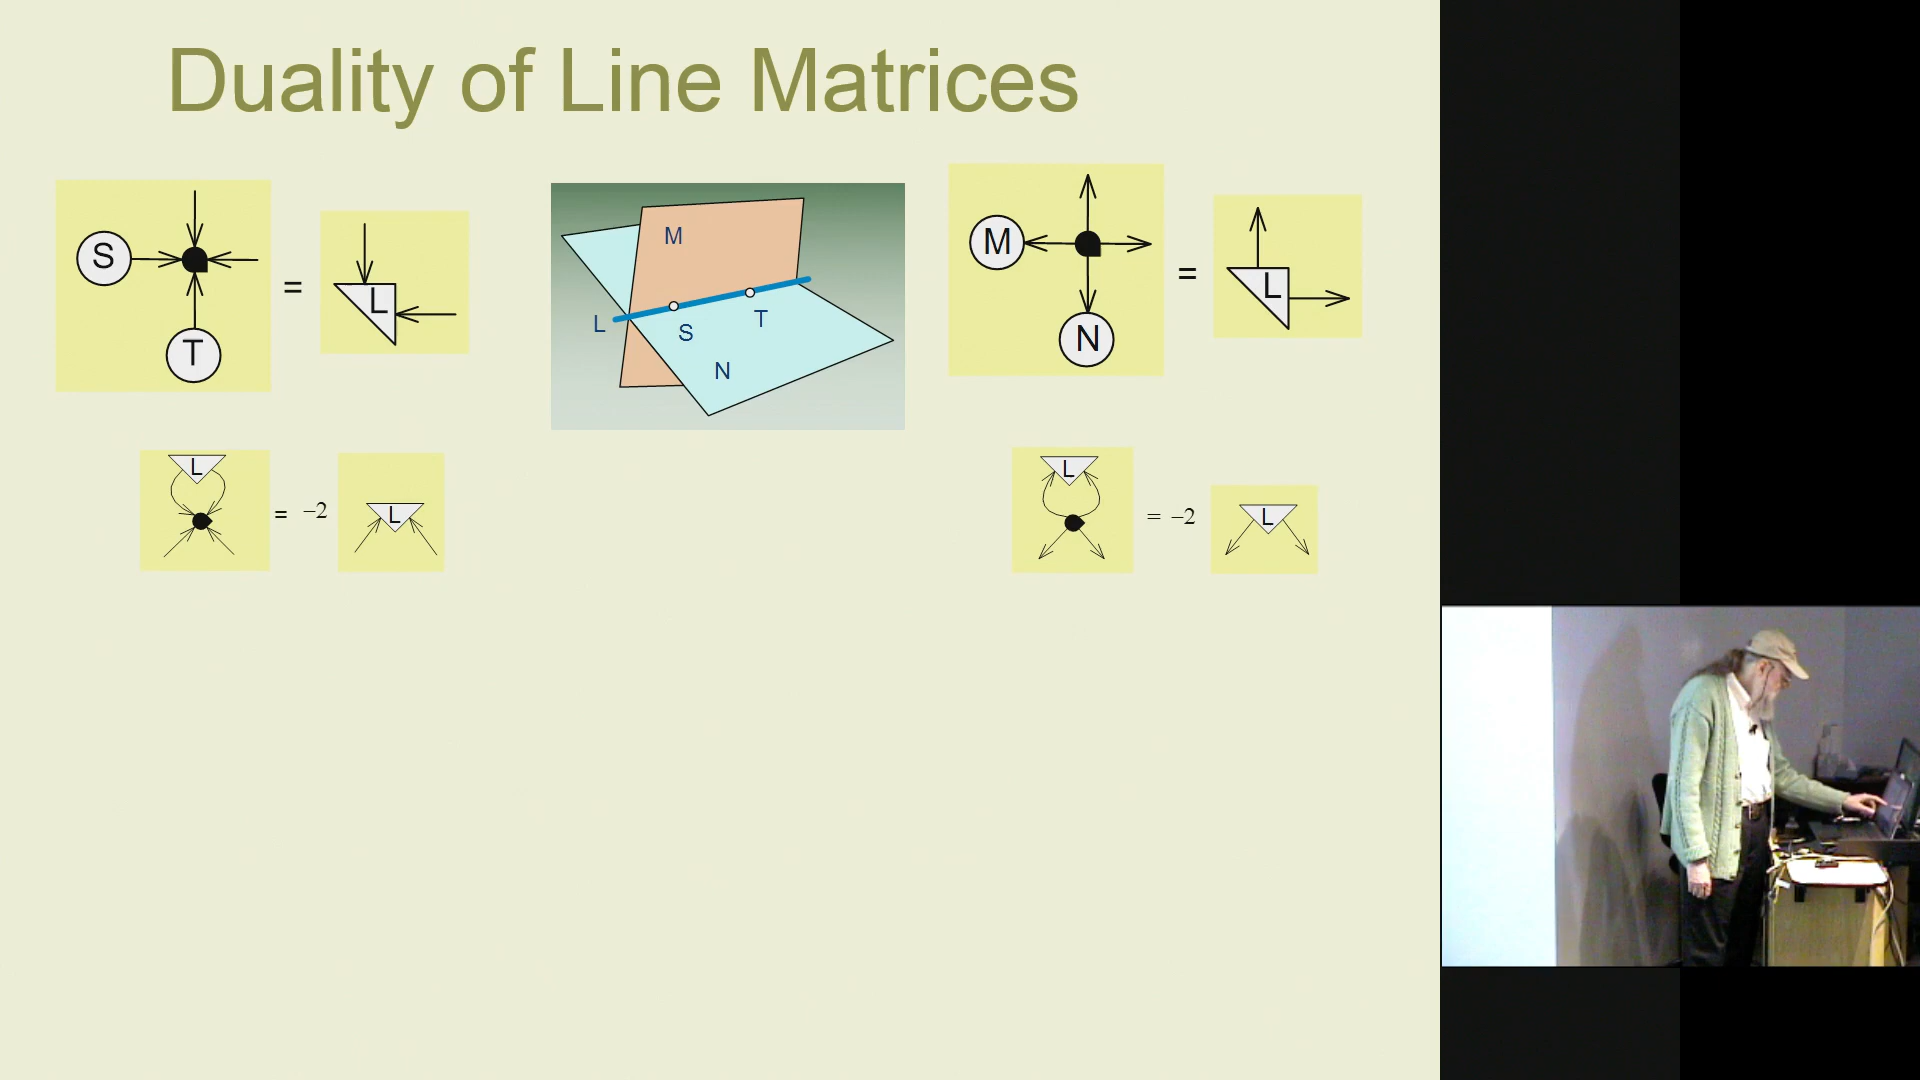 Duality of Line Matrices
S
T
=
L
M
L
S
T
N
M
N
=
L
L
= –2
L
L
= –2
L